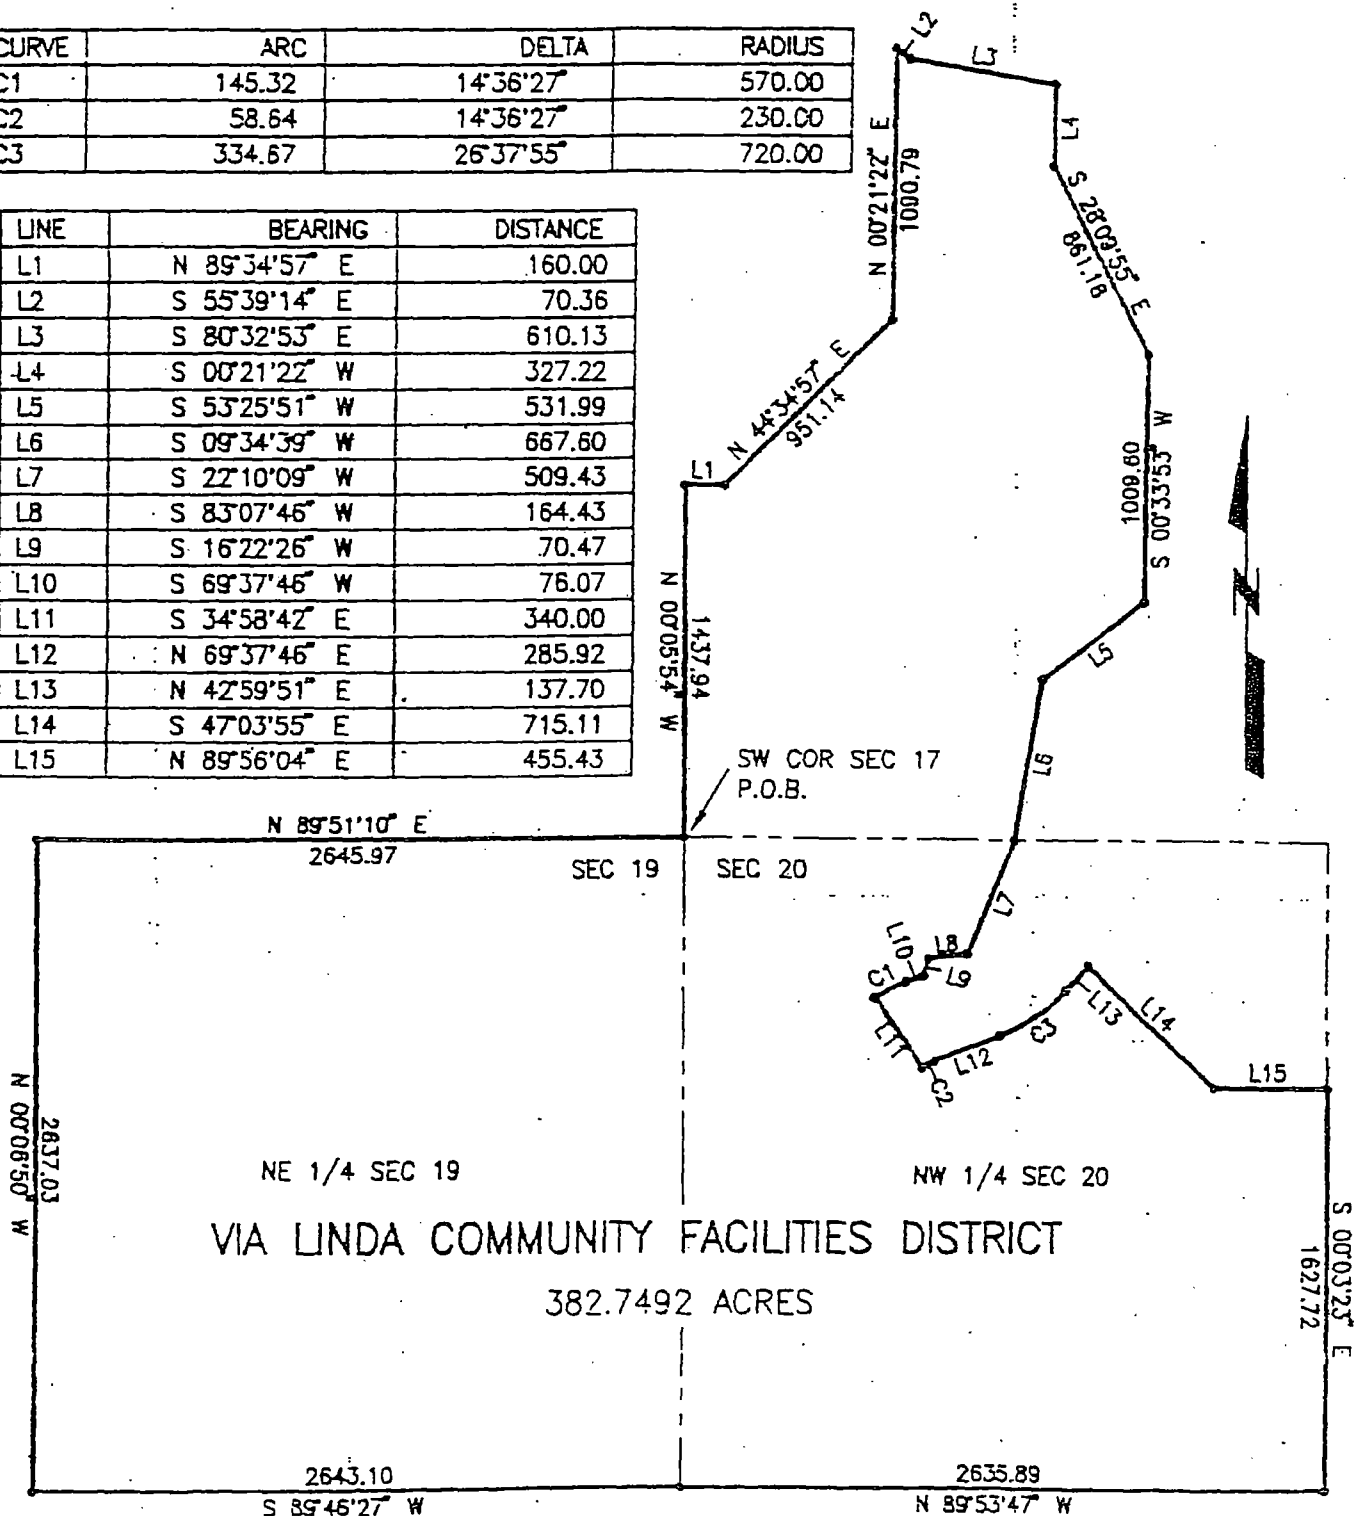 CURVE ARC DELTA RADIUS
C1 145.32 14°36'27" 570.00
C2 58.64 14°36'27" 230.00
C3 334.67 26°37'55" 720.00
LINE BEARING DISTANCE
L1 N 89°34'57" E 160.00
L2 S 55°39'14" E 70.36
L3 S 80°32'53" E 610.13
L4 S 00°21'22" W 327.22
L5 S 53°25'51" W 531.99
L6 S 09°34'39" W 667.60
L7 S 22°10'09" W 509.43
L8 S 83°07'46" W 164.43
L9 S 16°22'26" W 70.47
L10 S 69°37'46" W 76.07
L11 S 34°58'42" E 340.00
L12 N 69°37'46" E 285.92
L13 N 42°59'51" E 137.70
L14 S 47°03'55" E 715.11
L15 N 89°56'04" E 455.43
L2
L3
L4
N 00°21'22" E
1000.79
S 28°09'55" E
861.18
N 44°34'57" E
951.14
L1
1009.60
S 00°33'53" W
N 00°05'54" W
1437.94
L5
L6
SW COR SEC 17
P.O.B.
N
N 89°51'10" E
2645.97
SEC 19
SEC 20
L7
L10
L8
L9
C1
L11
C2
L12
C3
L13
L14
L15
N 00°06'50" W
2637.03
NE 1/4 SEC 19
NW 1/4 SEC 20
VIA LINDA COMMUNITY FACILITIES DISTRICT
382.7492 ACRES
S 00°03'23" E
1627.72
2643.10
S 89°46'27" W
2635.89
N 89°53'47" W